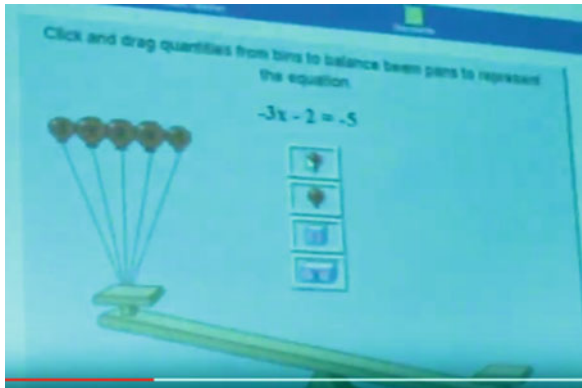 Click and drag quantities from bins to balance beam pans to represent
the equation
-3x - 2 = -5